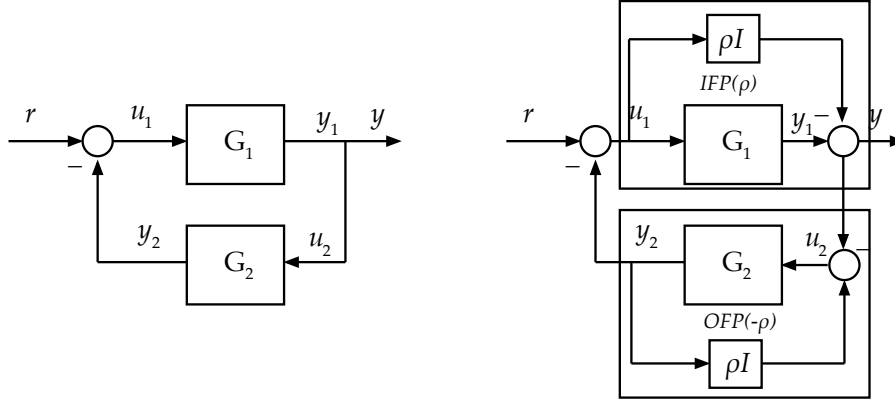 r
u1
G1
y1
y
–
y2
G2
u2
ρI
IFP(ρ)
r
u1
G1
y1
–
y
–
y2
G2
u2
–
OFP(-ρ)
ρI